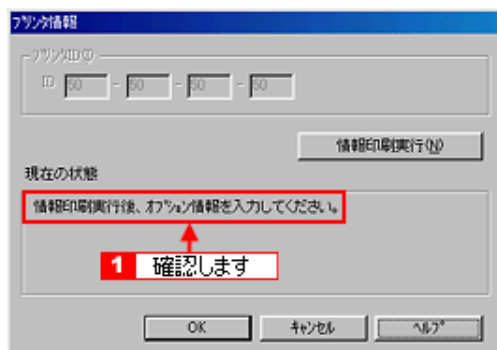 プリンタ情報
プリンタID(I)
ID 50 - 50 - 50 - 50
情報印刷実行(N)
現在の状態
情報印刷実行後、オプション情報を入力してください。
1 確認します
OK キャンセル ヘルプ